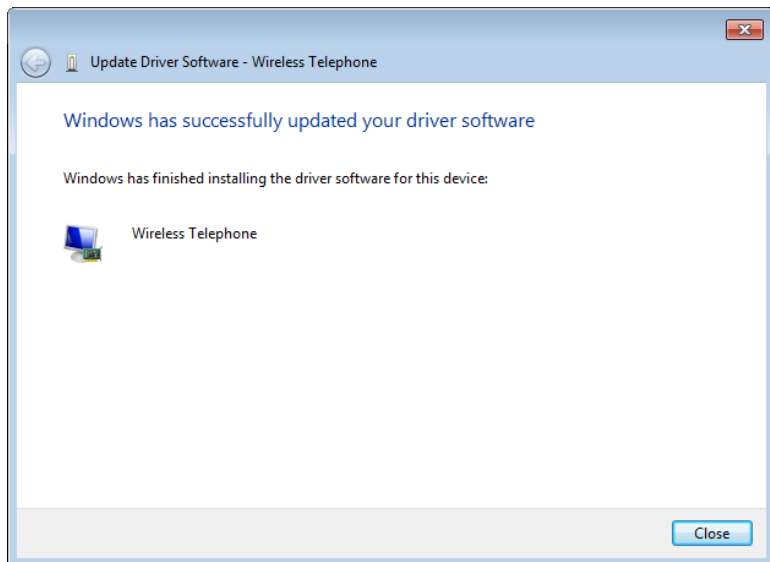 Update Driver Software - Wireless Telephone
Windows has successfully updated your driver software
Windows has finished installing the driver software for this device:
Wireless Telephone
Close